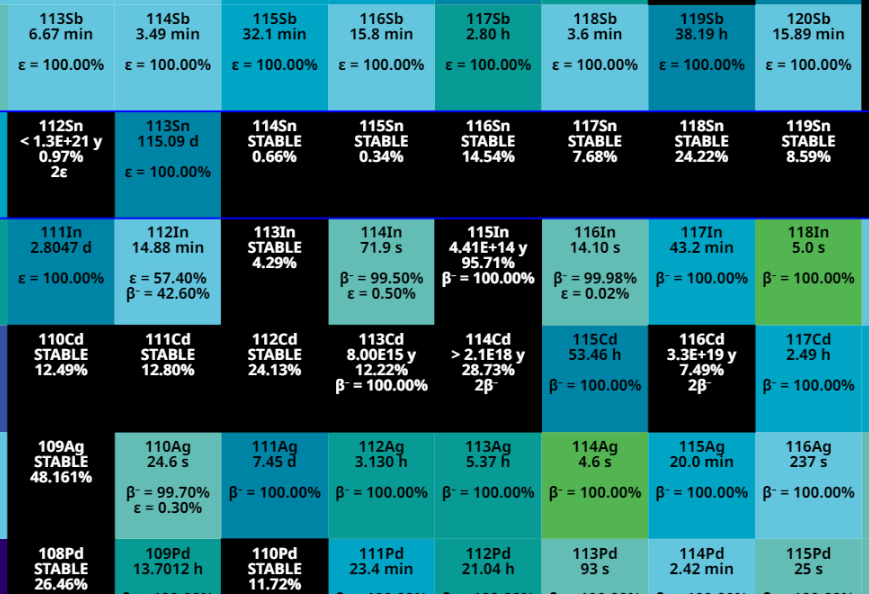 113Sb
6.67 min
ε = 100.00%
114Sb
3.49 min
ε = 100.00%
115Sb
32.1 min
ε = 100.00%
116Sb
15.8 min
ε = 100.00%
117Sb
2.80 h
ε = 100.00%
118Sb
3.6 min
ε = 100.00%
119Sb
38.19 h
ε = 100.00%
120Sb
15.89 min
ε = 100.00%
112Sn
< 1.3E+21 y
0.97%
2ε
113Sn
115.09 d
ε = 100.00%
114Sn
STABLE
0.66%
115Sn
STABLE
0.34%
116Sn
STABLE
14.54%
117Sn
STABLE
7.68%
118Sn
STABLE
24.22%
119Sn
STABLE
8.59%
111In
2.8047 d
ε = 100.00%
112In
14.88 min
ε = 57.40%
β⁻ = 42.60%
113In
STABLE
4.29%
114In
71.9 s
β⁻ = 99.50%
ε = 0.50%
115In
4.41E+14 y
95.71%
β⁻ = 100.00%
116In
14.10 s
β⁻ = 99.98%
ε = 0.02%
117In
43.2 min
β⁻ = 100.00%
118In
5.0 s
β⁻ = 100.00%
110Cd
STABLE
12.49%
111Cd
STABLE
12.80%
112Cd
STABLE
24.13%
113Cd
8.00E15 y
12.22%
β⁻ = 100.00%
114Cd
> 2.1E18 y
28.73%
2β⁻
115Cd
53.46 h
β⁻ = 100.00%
116Cd
3.3E+19 y
7.49%
2β⁻
117Cd
2.49 h
β⁻ = 100.00%
109Ag
STABLE
48.161%
110Ag
24.6 s
β⁻ = 99.70%
ε = 0.30%
111Ag
7.45 d
β⁻ = 100.00%
112Ag
3.130 h
β⁻ = 100.00%
113Ag
5.37 h
β⁻ = 100.00%
114Ag
4.6 s
β⁻ = 100.00%
115Ag
20.0 min
β⁻ = 100.00%
116Ag
237 s
β⁻ = 100.00%
108Pd
STABLE
26.46%
109Pd
13.7012 h
110Pd
STABLE
11.72%
111Pd
23.4 min
112Pd
21.04 h
113Pd
93 s
114Pd
2.42 min
115Pd
25 s